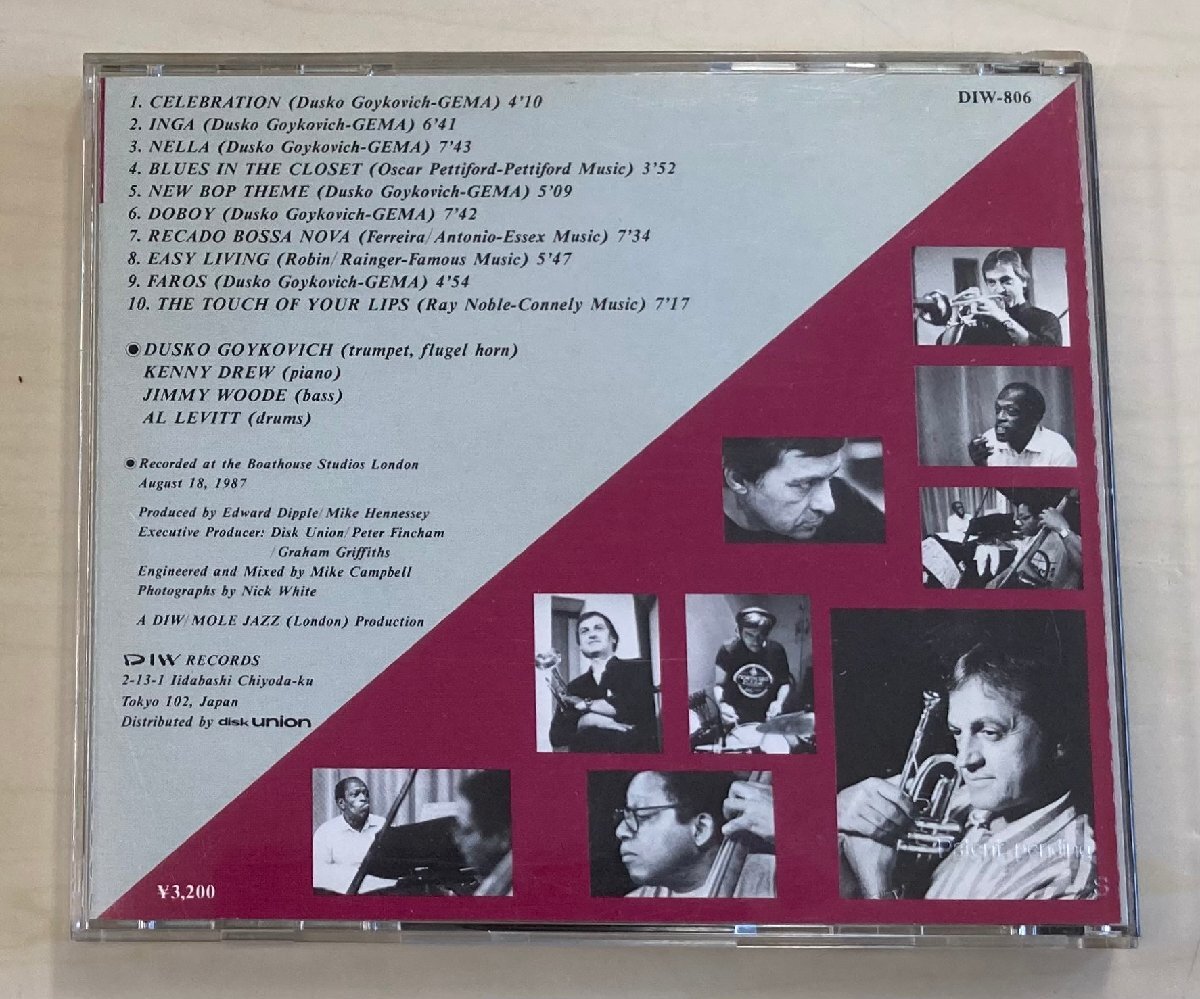 DIW-806
1. CELEBRATION (Dusko Goykovich-GEMA) 4'10
2. INGA (Dusko Goykovich-GEMA) 6'41
3. NELLA (Dusko Goykovich-GEMA) 7'43
4. BLUES IN THE CLOSET (Oscar Pettiford-Pettiford Music) 3'52
5. NEW BOP THEME (Dusko Goykovich-GEMA) 5'09
6. DOBOY (Dusko Goykovich-GEMA) 7'42
7. RECADO BOSSA NOVA (Ferreira/Antonio-Essex Music) 7'34
8. EASY LIVING (Robin/Rainger-Famous Music) 5'47
9. FAROS (Dusko Goykovich-GEMA) 4'54
10. THE TOUCH OF YOUR LIPS (Ray Noble-Connely Music) 7'17
◉DUSKO GOYKOVICH (trumpet, flugel horn)
KENNY DREW (piano)
JIMMY WOODE (bass)
AL LEVITT (drums)
◉Recorded at the Boathouse Studios London
August 18, 1987
Produced by Edward Dipple/Mike Hennessey
Executive Producer: Disk Union/Peter Fincham
/Graham Griffiths
Engineered and Mixed by Mike Campbell
Photographs by Nick White
A DIW/MOLE JAZZ (London) Production
DIW RECORDS
2-13-1 Iidabashi Chiyoda-ku
Tokyo 102, Japan
Distributed by disk union
¥3,200
Patent pending